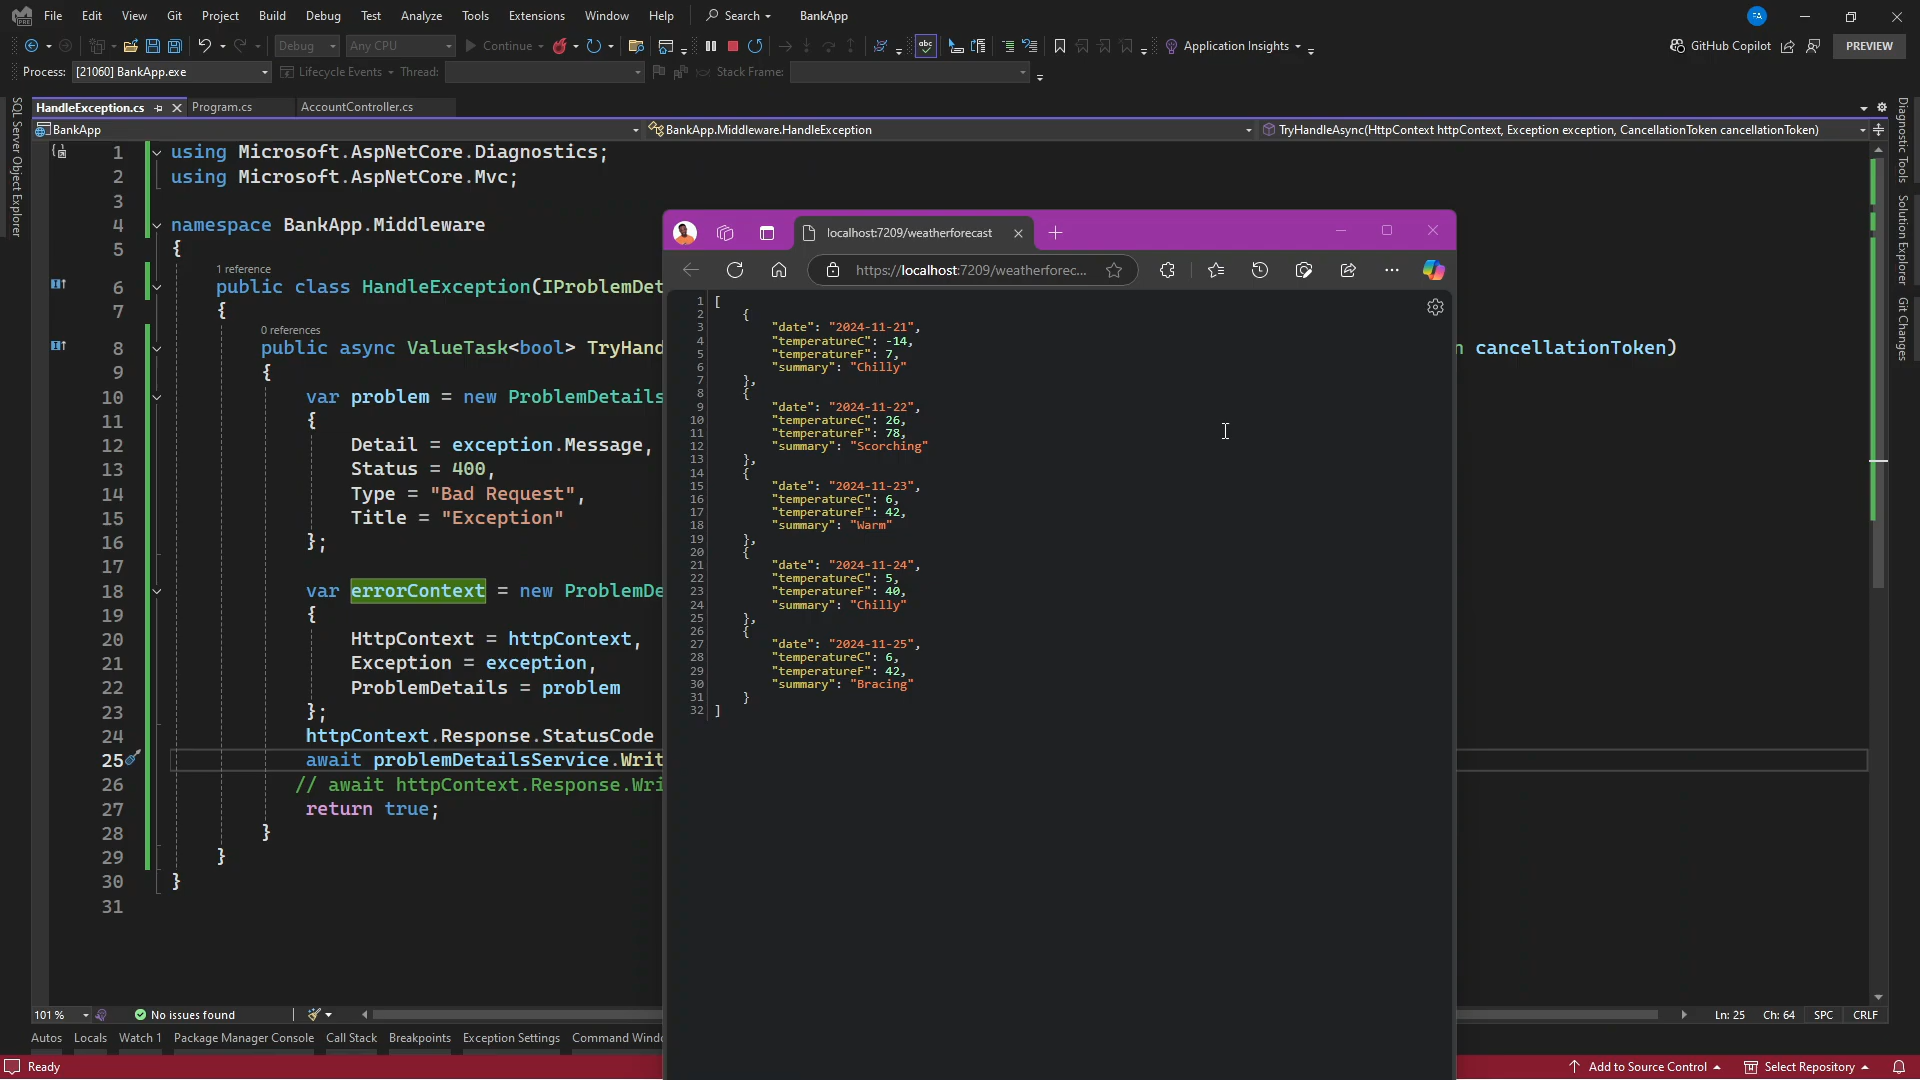 File Edit View Git Project Build Debug Test Analyze Tools Extensions Window Help Search BankApp
Debug Any CPU Continue Application Insights GitHub Copilot PREVIEW
Process: [21060] BankApp.exe Lifecycle Events Thread: Stack Frame:
HandleException.cs Program.cs AccountController.cs
BankApp BankApp.Middleware.HandleException TryHandleAsync(HttpContext httpContext, Exception exception, CancellationToken cancellationToken)
SQL Server Object Explorer
Diagnostic Tools
Solution Explorer
Git Changes
1 using Microsoft.AspNetCore.Diagnostics;
2 using Microsoft.AspNetCore.Mvc;
3
4 namespace BankApp.Middleware
5 {
1 reference
6 public class HandleException(IProblemDet
7 {
0 references
8 public async ValueTask<bool> TryHand n cancellationToken)
9 {
10 var problem = new ProblemDetails
11 {
12 Detail = exception.Message,
13 Status = 400,
14 Type = "Bad Request",
15 Title = "Exception"
16 };
17
18 var errorContext = new ProblemDe
19 {
20 HttpContext = httpContext,
21 Exception = exception,
22 ProblemDetails = problem
23 };
24 httpContext.Response.StatusCode
25 await problemDetailsService.Writ
26 // await httpContext.Response.Wri
27 return true;
28 }
29 }
30 }
31
localhost:7209/weatherforecast
https://localhost:7209/weatherforec...
1 [
2 {
3 "date": "2024-11-21",
4 "temperatureC": -14,
5 "temperatureF": 7,
6 "summary": "Chilly"
7 },
8 {
9 "date": "2024-11-22",
10 "temperatureC": 26,
11 "temperatureF": 78,
12 "summary": "Scorching"
13 },
14 {
15 "date": "2024-11-23",
16 "temperatureC": 6,
17 "temperatureF": 42,
18 "summary": "Warm"
19 },
20 {
21 "date": "2024-11-24",
22 "temperatureC": 5,
23 "temperatureF": 40,
24 "summary": "Chilly"
25 },
26 {
27 "date": "2024-11-25",
28 "temperatureC": 6,
29 "temperatureF": 42,
30 "summary": "Bracing"
31 }
32 ]
101 % No issues found Ln: 25 Ch: 64 SPC CRLF
Autos Locals Watch 1 Package Manager Console Call Stack Breakpoints Exception Settings Command Wind
Ready Add to Source Control Select Repository